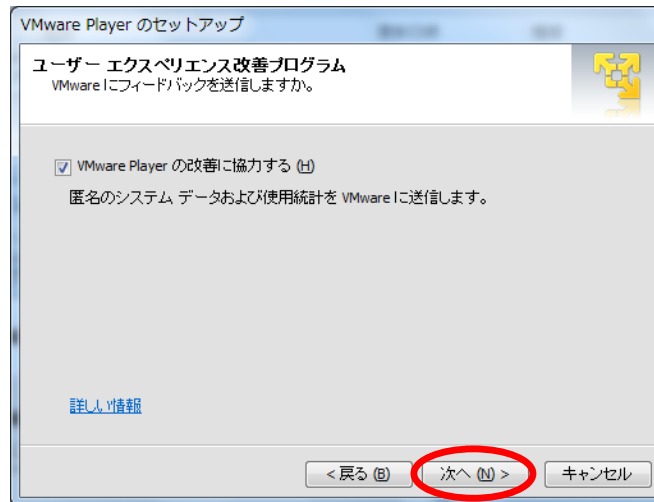 VMware Player のセットアップ
ユーザー エクスペリエンス改善プログラム
VMware にフィードバックを送信しますか。
VMware Player の改善に協力する (H)
匿名のシステム データおよび使用統計を VMware に送信します。
詳しい情報
< 戻る (B) 次へ (N) > キャンセル